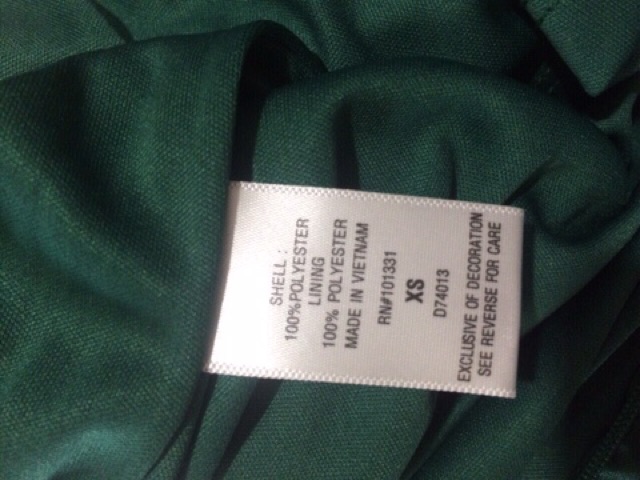 SHELL :
100%POLYESTER
LINING
100% POLYESTER
MADE IN VIETNAM
RN#101331
XS
D74013
EXCLUSIVE OF DECORATION
SEE REVERSE FOR CARE